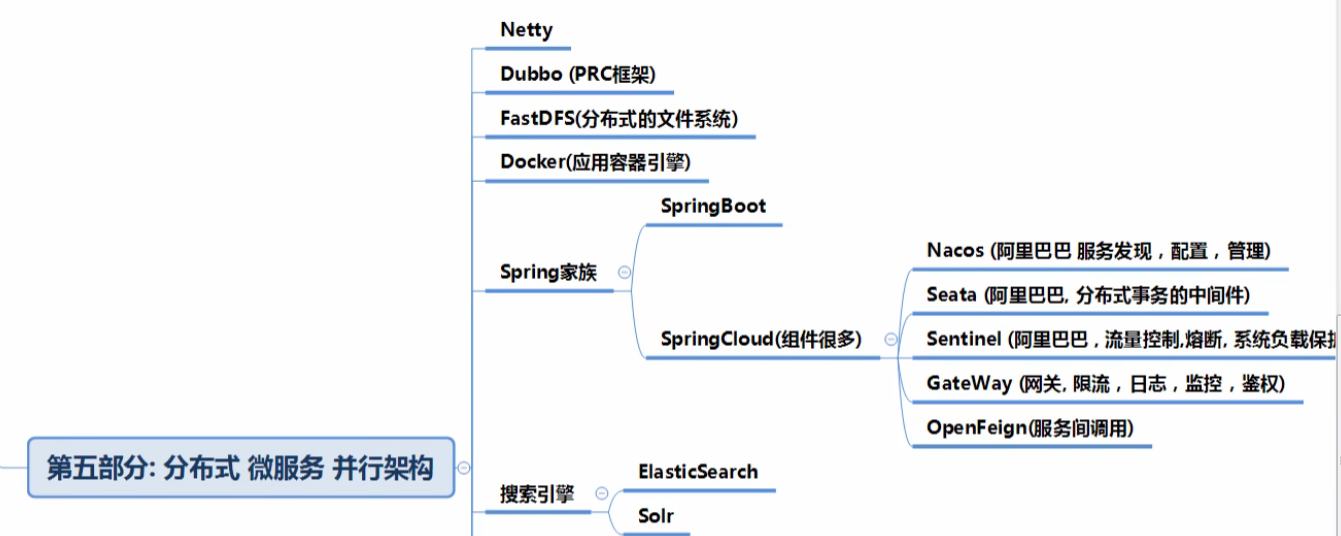 Netty
Dubbo (PRC框架)
FastDFS(分布式的文件系统)
Docker(应用容器引擎)
Spring家族
SpringBoot
SpringCloud(组件很多)
Nacos (阿里巴巴 服务发现，配置，管理)
Seata (阿里巴巴, 分布式事务的中间件)
Sentinel (阿里巴巴，流量控制,熔断, 系统负载保护
GateWay (网关, 限流，日志，监控，鉴权)
OpenFeign(服务间调用)
第五部分: 分布式 微服务 并行架构
搜索引擎
ElasticSearch
Solr